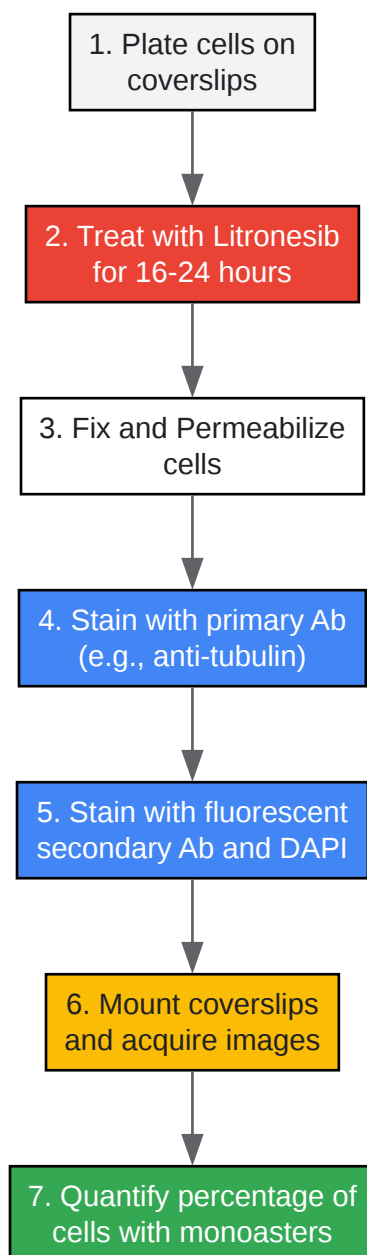 1. Plate cells on
coverslips
2. Treat with Litronesib
for 16-24 hours
3. Fix and Permeabilize
cells
4. Stain with primary Ab
(e.g., anti-tubulin)
5. Stain with fluorescent
secondary Ab and DAPI
6. Mount coverslips
and acquire images
7. Quantify percentage of
cells with monoasters